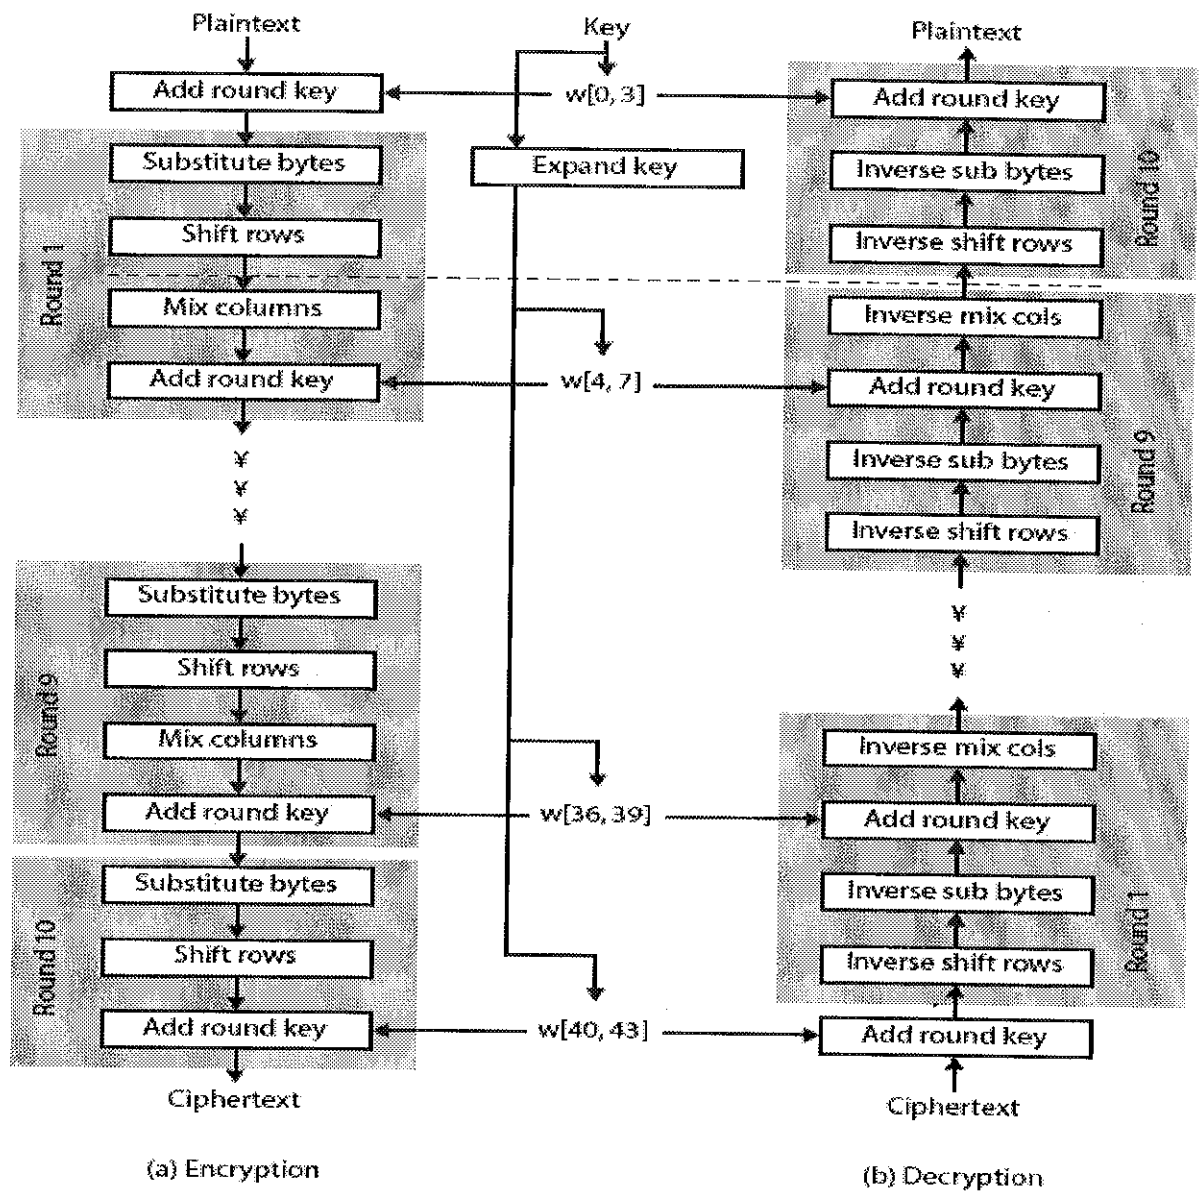 Plaintext
Add round key
Substitute bytes
Shift rows
Mix columns
Add round key
Round 1
¥
¥
¥
Substitute bytes
Shift rows
Mix columns
Add round key
Round 9
Substitute bytes
Shift rows
Add round key
Round 10
Ciphertext
(a) Encryption
Key
w[0, 3]
Expand key
w[4, 7]
w[36, 39]
w[40, 43]
Plaintext
Add round key
Inverse sub bytes
Inverse shift rows
Round 10
Inverse mix cols
Add round key
Inverse sub bytes
Inverse shift rows
Round 9
¥
¥
¥
Inverse mix cols
Add round key
Inverse sub bytes
Inverse shift rows
Round 1
Add round key
Ciphertext
(b) Decryption